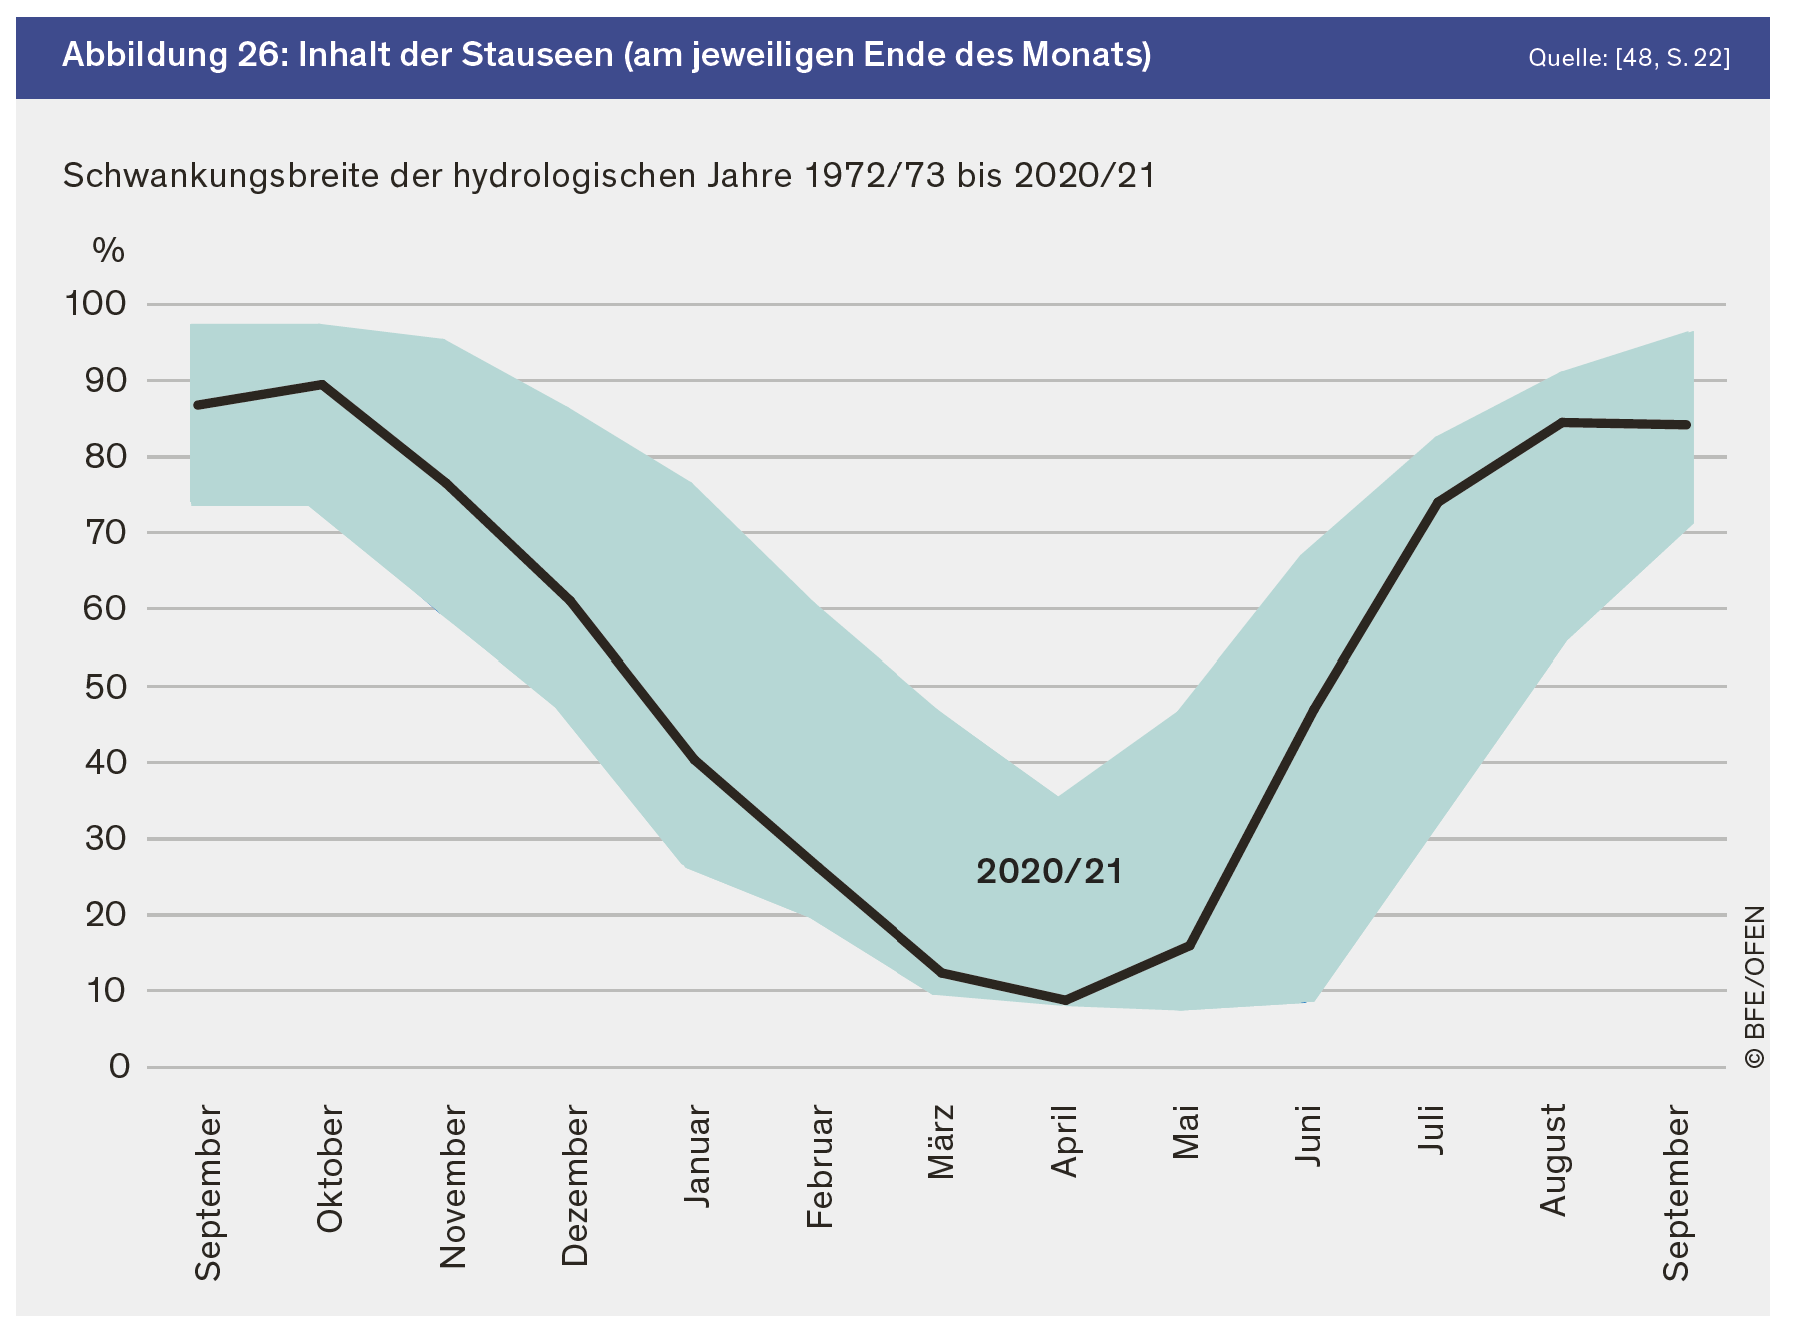 Abbildung 26: Inhalt der Stauseen (am jeweiligen Ende des Monats)
Quelle: [48, S. 22]
Schwankungsbreite der hydrologischen Jahre 1972/73 bis 2020/21
%
100
90
80
70
60
50
40
30
20
10
0
2020/21
© BFE/OFEN
September
Oktober
November
Dezember
Januar
Februar
März
April
Mai
Juni
Juli
August
September